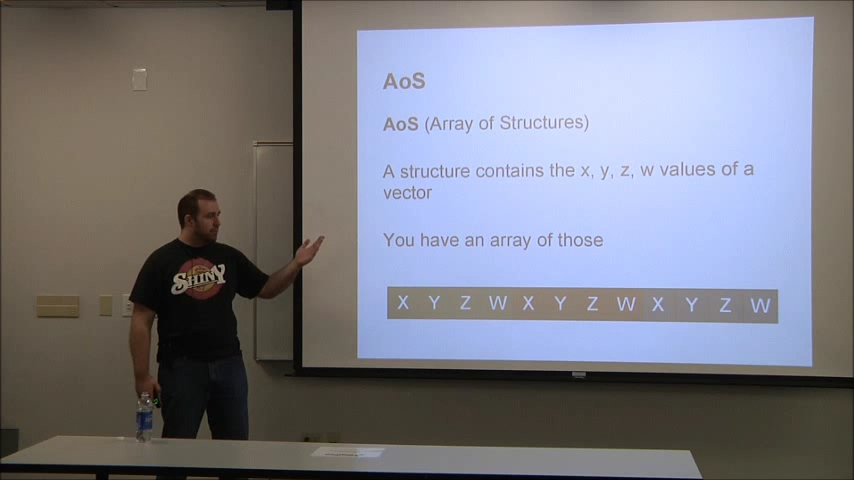 AoS
AoS (Array of Structures)
A structure contains the x, y, z, w values of a
vector
You have an array of those
X Y Z W X Y Z W X Y Z W
SHINY